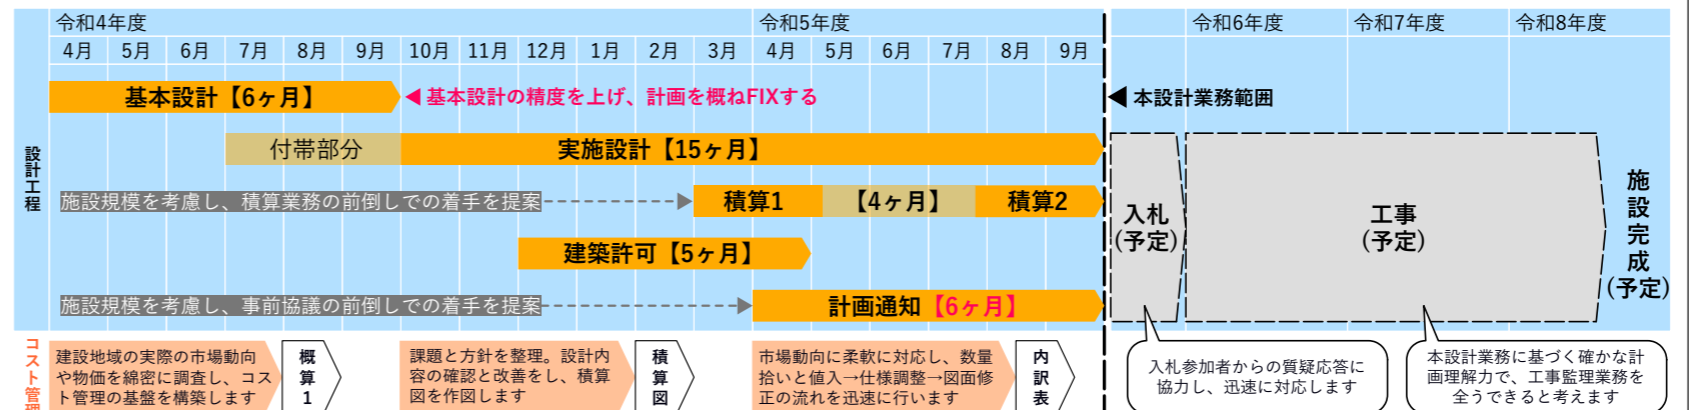 令和4年度
令和5年度
令和6年度
令和7年度
令和8年度
4月 5月 6月 7月 8月 9月 10月 11月 12月 1月 2月 3月 4月 5月 6月 7月 8月 9月
設計工程
基本設計【6ヶ月】
◀基本設計の精度を上げ、計画を概ねFIXする
◀本設計業務範囲
付帯部分
実施設計【15ヶ月】
施設規模を考慮し、積算業務の前倒しでの着手を提案
積算1
【4ヶ月】
積算2
建築許可【5ヶ月】
施設規模を考慮し、事前協議の前倒しでの着手を提案
計画通知【6ヶ月】
入札
(予定)
工事
(予定)
施設完成
(予定)
コスト管理
建設地域の実際の市場動向
や物価を綿密に調査し、コス
ト管理の基盤を構築します
概算1
課題と方針を整理。設計内
容の確認と改善をし、積算
図を作図します
積算図
市場動向に柔軟に対応し、数量
拾いと値入→仕様調整→図面修
正の流れを迅速に行います
内訳表
入札参加者からの質疑応答に
協力し、迅速に対応します
本設計業務に基づく確かな計
画理解力で、工事監理業務を
全うできると考えます